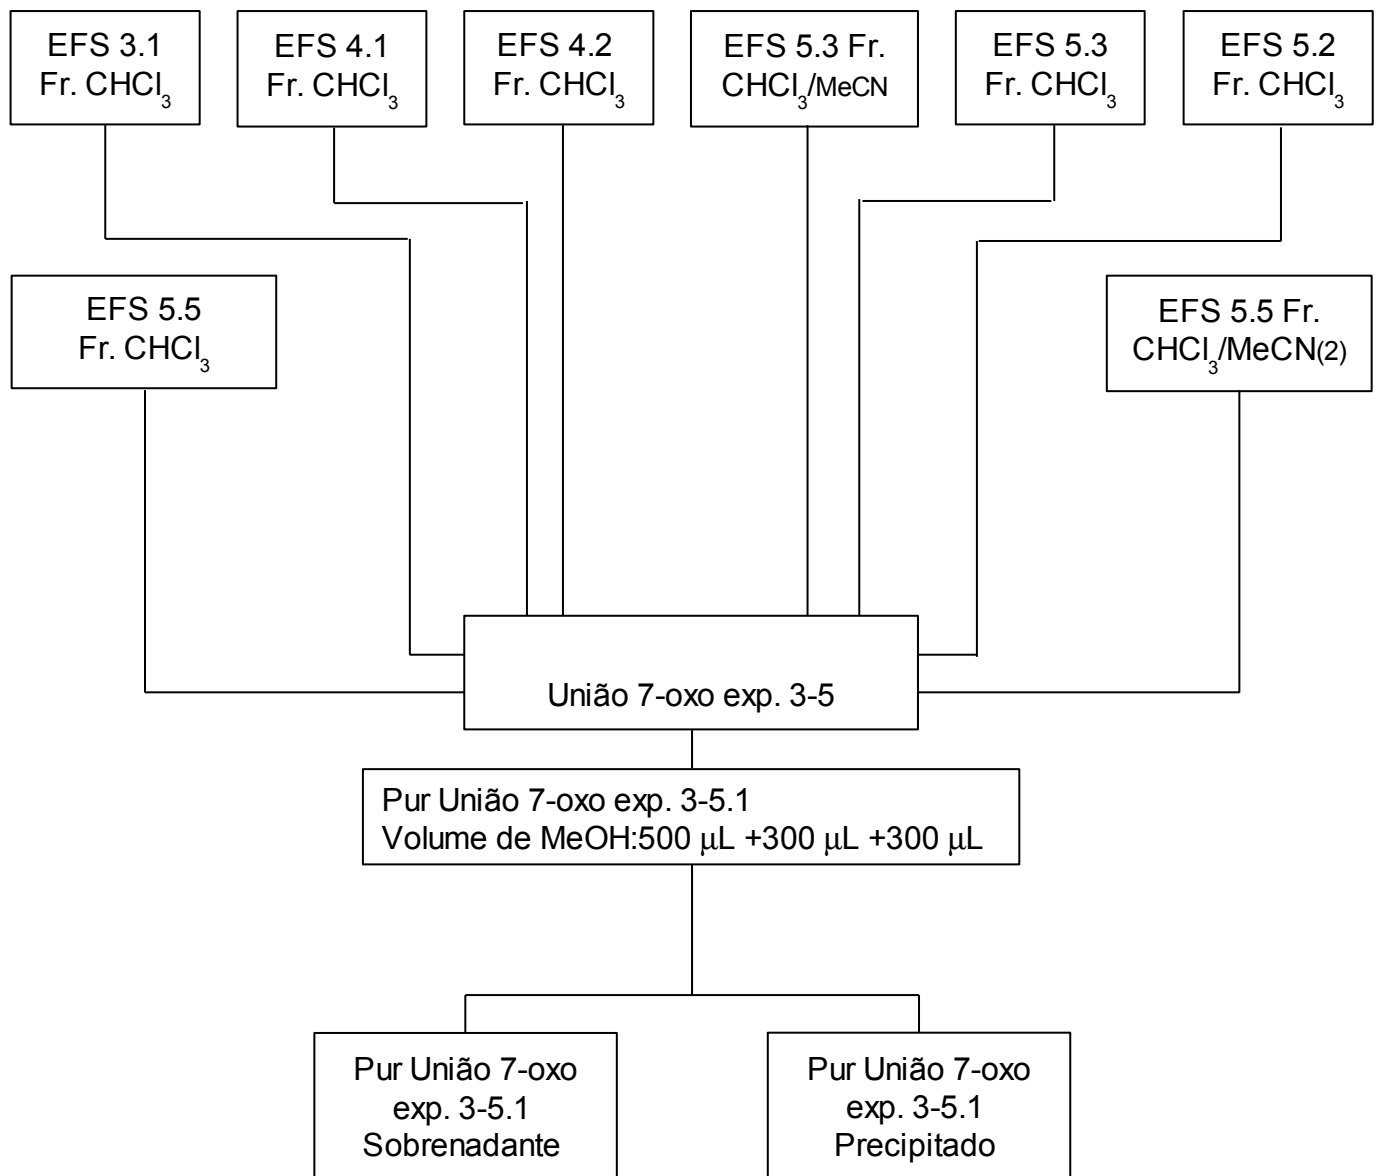 EFS 3.1
Fr. CHCl₃
EFS 4.1
Fr. CHCl₃
EFS 4.2
Fr. CHCl₃
EFS 5.3 Fr.
CHCl₃/MeCN
EFS 5.3
Fr. CHCl₃
EFS 5.2
Fr. CHCl₃
EFS 5.5
Fr. CHCl₃
EFS 5.5 Fr.
CHCl₃/MeCN(2)
União 7-oxo exp. 3-5
Pur União 7-oxo exp. 3-5.1
Volume de MeOH:500 μL +300 μL +300 μL
Pur União 7-oxo
exp. 3-5.1
Sobrenadante
Pur União 7-oxo
exp. 3-5.1
Precipitado